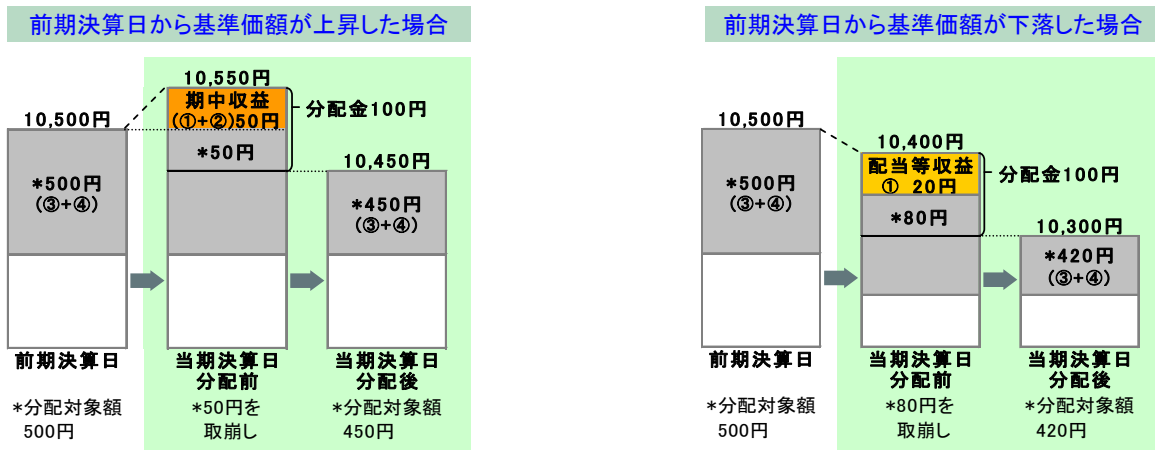 前期決算日から基準価額が上昇した場合
10,550円
期中収益
(①+②)50円
分配金100円
10,500円
*50円
10,450円
*500円
(③+④)
*450円
(③+④)
前期決算日
当期決算日
分配前
当期決算日
分配後
*分配対象額
500円
*50円を
取崩し
*分配対象額
450円
前期決算日から基準価額が下落した場合
10,500円
10,400円
配当等収益
① 20円
分配金100円
*500円
(③+④)
*80円
10,300円
*420円
(③+④)
前期決算日
当期決算日
分配前
当期決算日
分配後
*分配対象額
500円
*80円を
取崩し
*分配対象額
420円